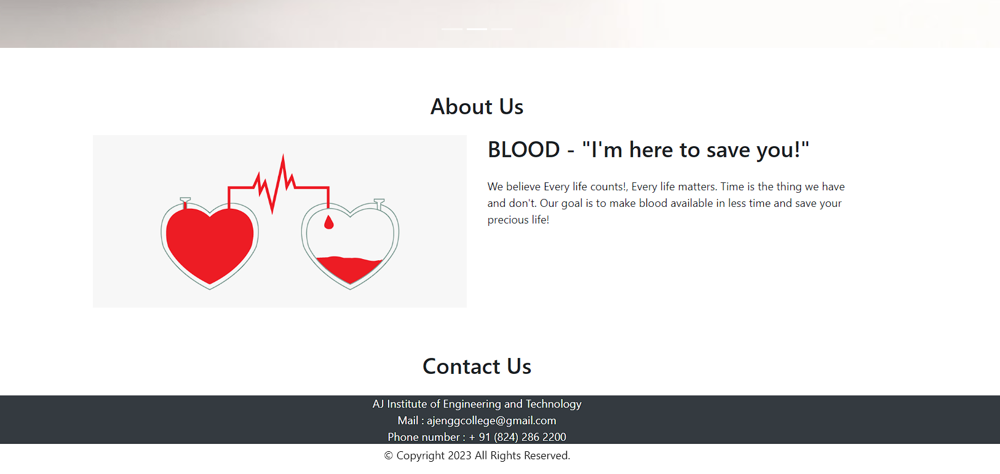 About Us
BLOOD - "I'm here to save you!"
We believe Every life counts!, Every life matters. Time is the thing we have
and don't. Our goal is to make blood available in less time and save your
precious life!
Contact Us
AJ Institute of Engineering and Technology
Mail : ajenggcollege@gmail.com
Phone number : + 91 (824) 286 2200
© Copyright 2023 All Rights Reserved.